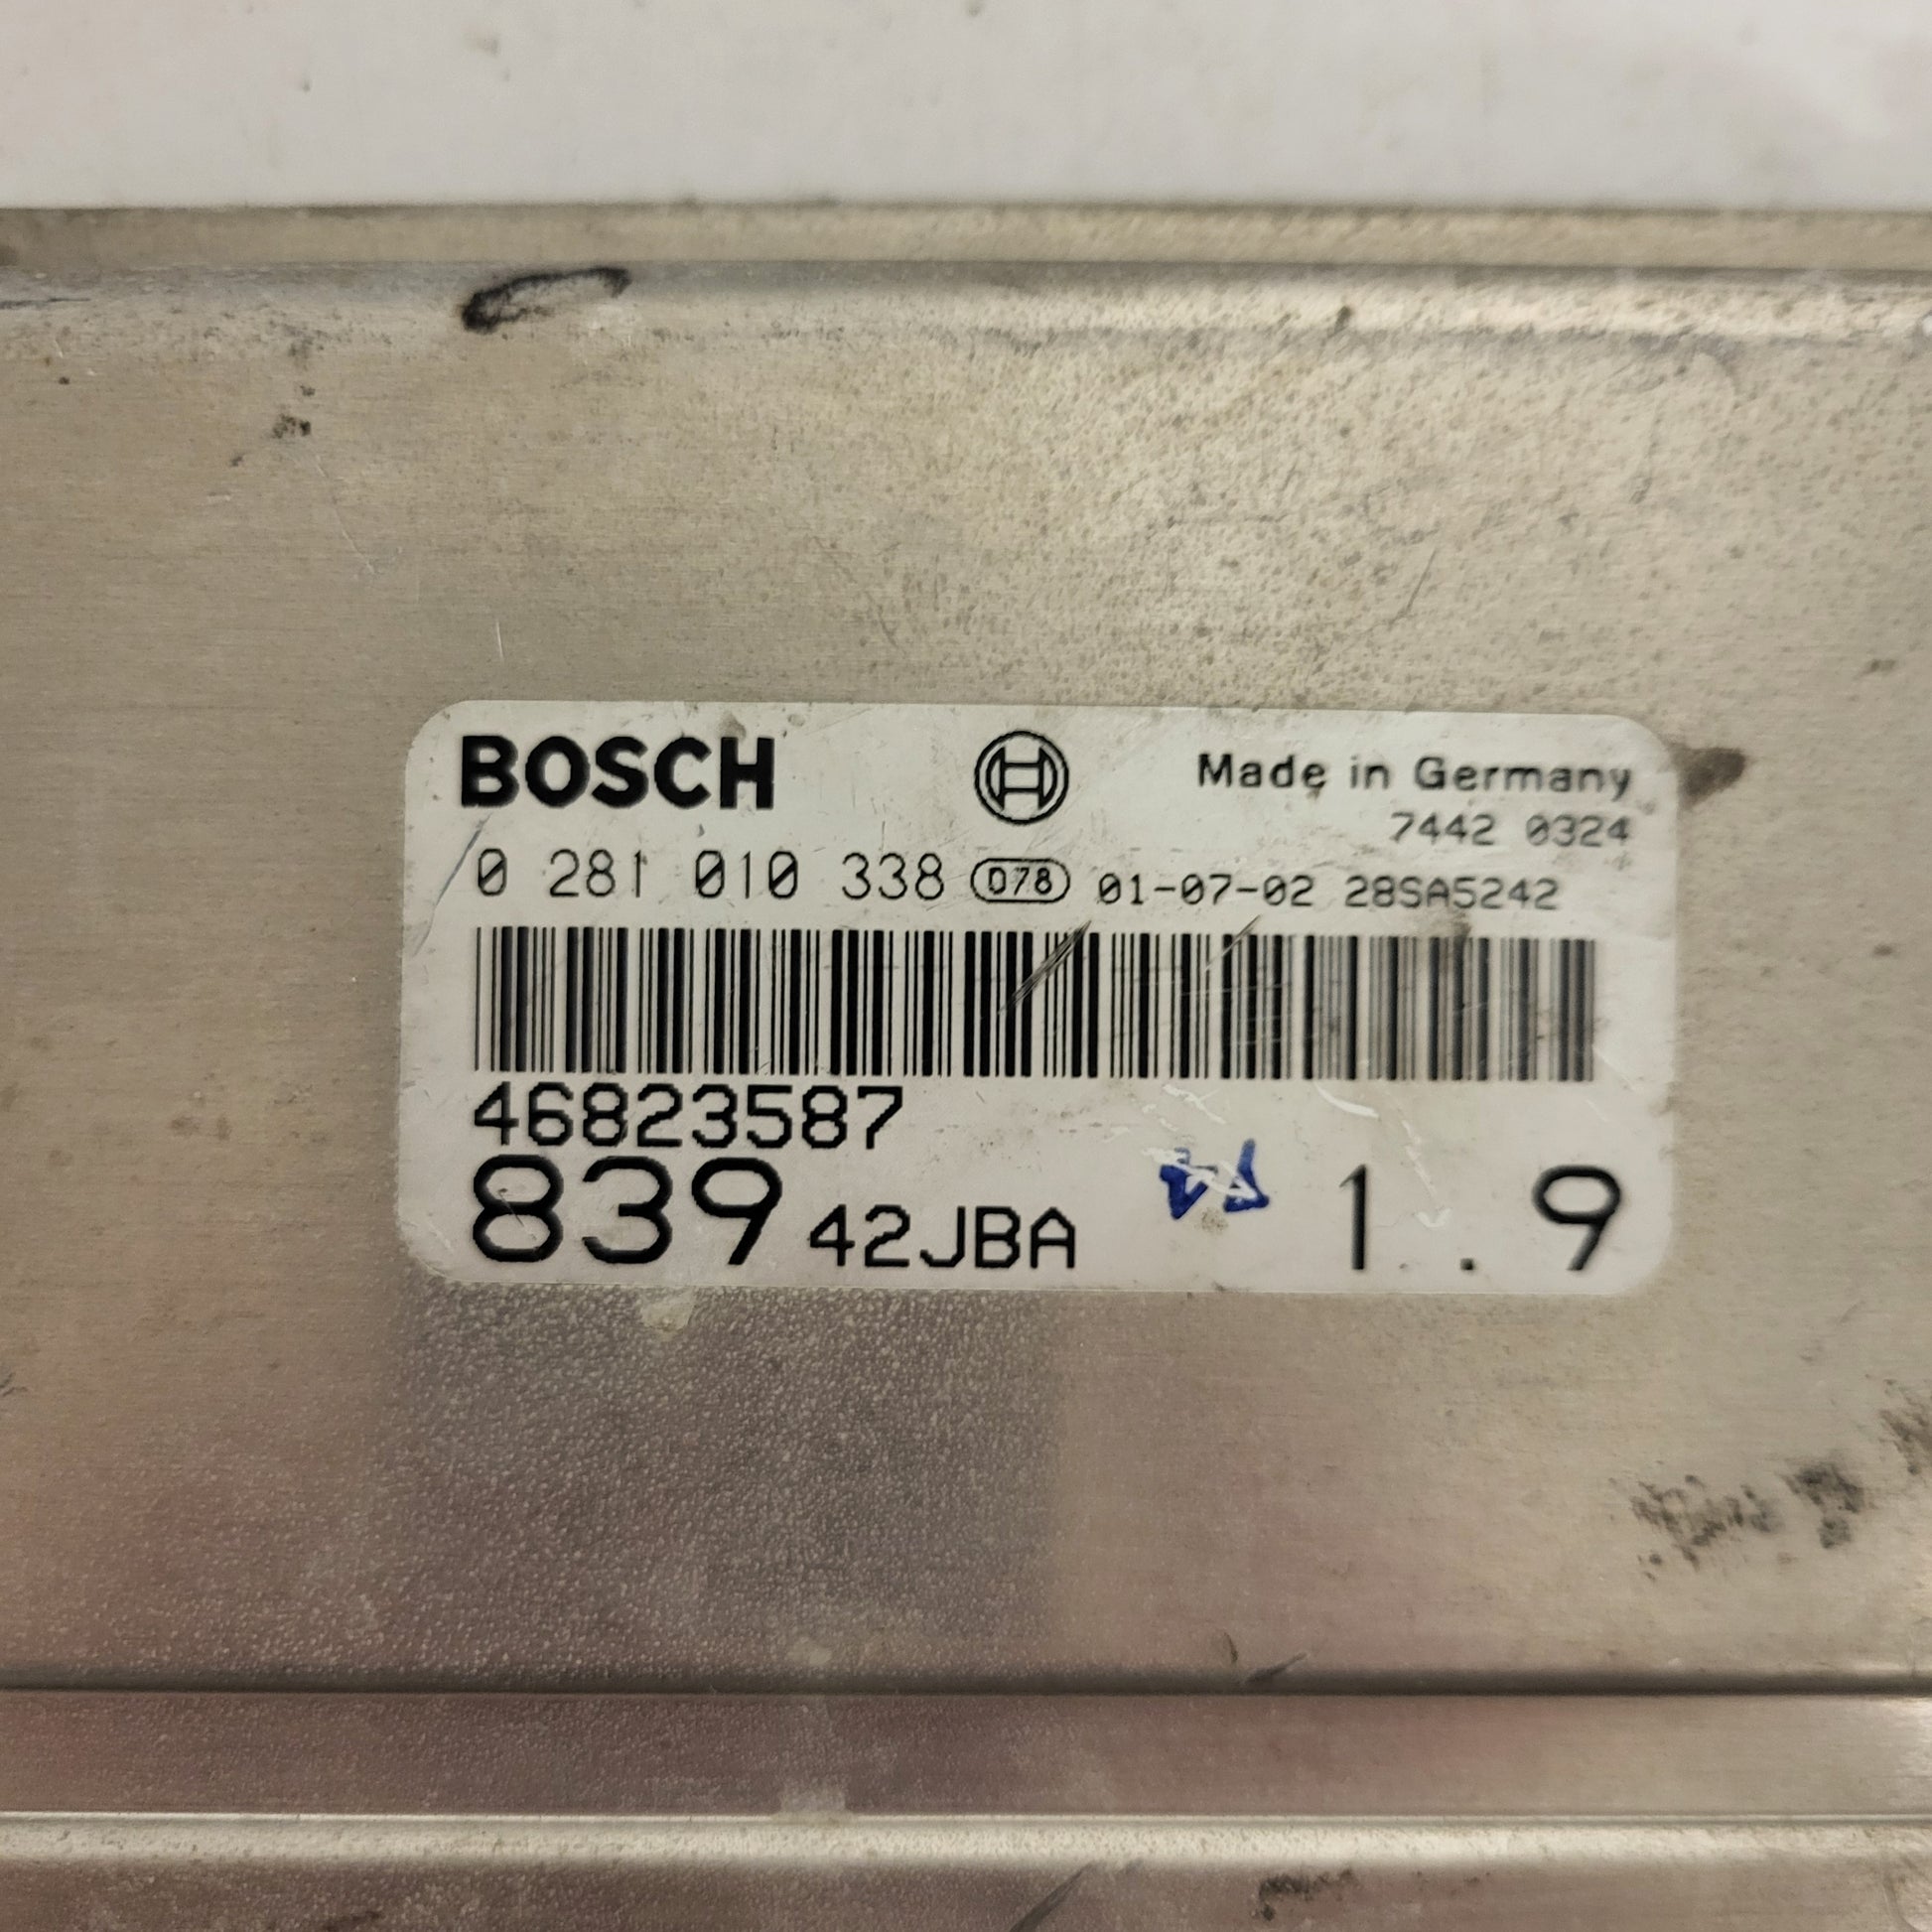 BOSCH Made in Germany
7442 0324
0 281 010 338 D78 01-07-02 28SA5242
46823587
839 42JBA 1.9